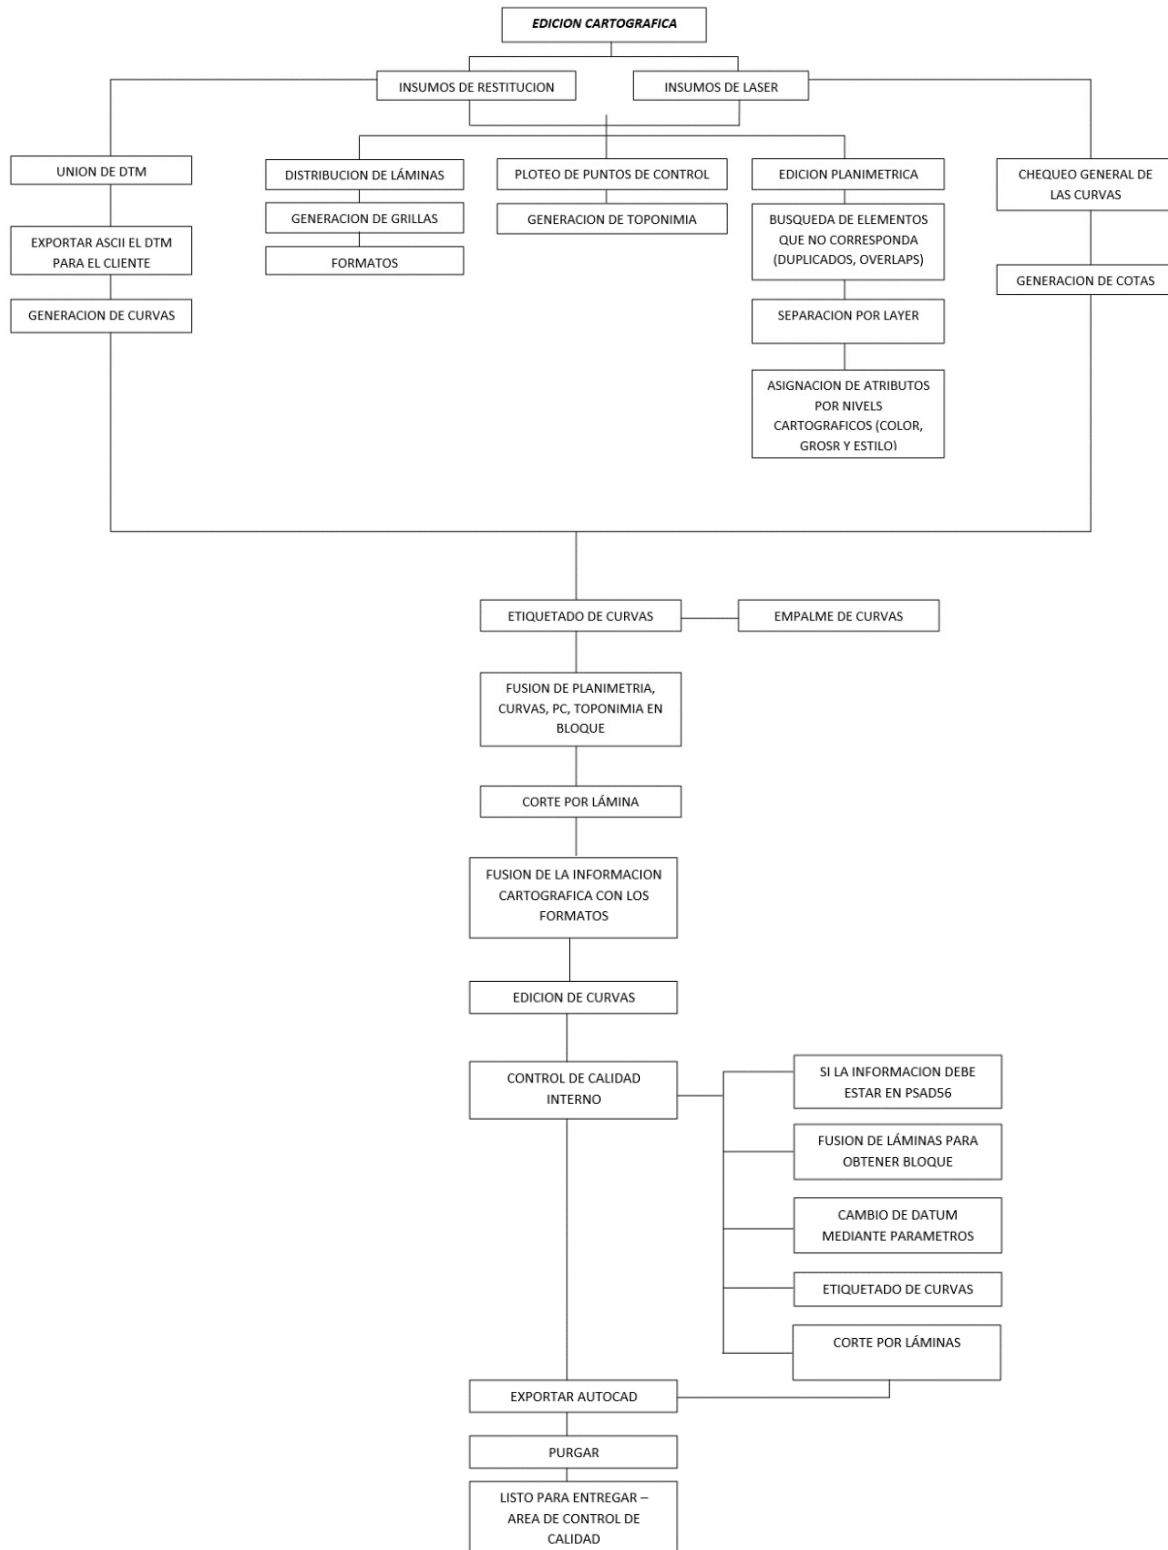 EDICION CARTOGRAFICA
INSUMOS DE RESTITUCION
INSUMOS DE LASER
UNION DE DTM
EXPORTAR ASCII EL DTM
PARA EL CLIENTE
GENERACION DE CURVAS
DISTRIBUCION DE LÁMINAS
GENERACION DE GRILLAS
FORMATOS
PLOTEO DE PUNTOS DE CONTROL
GENERACION DE TOPONIMIA
EDICION PLANIMETRICA
BUSQUEDA DE ELEMENTOS
QUE NO CORRESPONDA
(DUPLICADOS, OVERLAPS)
SEPARACION POR LAYER
ASIGNACION DE ATRIBUTOS
POR NIVELS
CARTOGRAFICOS (COLOR,
GROSR Y ESTILO)
CHEQUEO GENERAL DE
LAS CURVAS
GENERACION DE COTAS
ETIQUETADO DE CURVAS
EMPALME DE CURVAS
FUSION DE PLANIMETRIA,
CURVAS, PC, TOPONIMIA EN
BLOQUE
CORTE POR LÁMINA
FUSION DE LA INFORMACION
CARTOGRAFICA CON LOS
FORMATOS
EDICION DE CURVAS
CONTROL DE CALIDAD
INTERNO
SI LA INFORMACION DEBE
ESTAR EN PSAD56
FUSION DE LÁMINAS PARA
OBTENER BLOQUE
CAMBIO DE DATUM
MEDIANTE PARAMETROS
ETIQUETADO DE CURVAS
CORTE POR LÁMINAS
EXPORTAR AUTOCAD
PURGAR
LISTO PARA ENTREGAR –
AREA DE CONTROL DE
CALIDAD